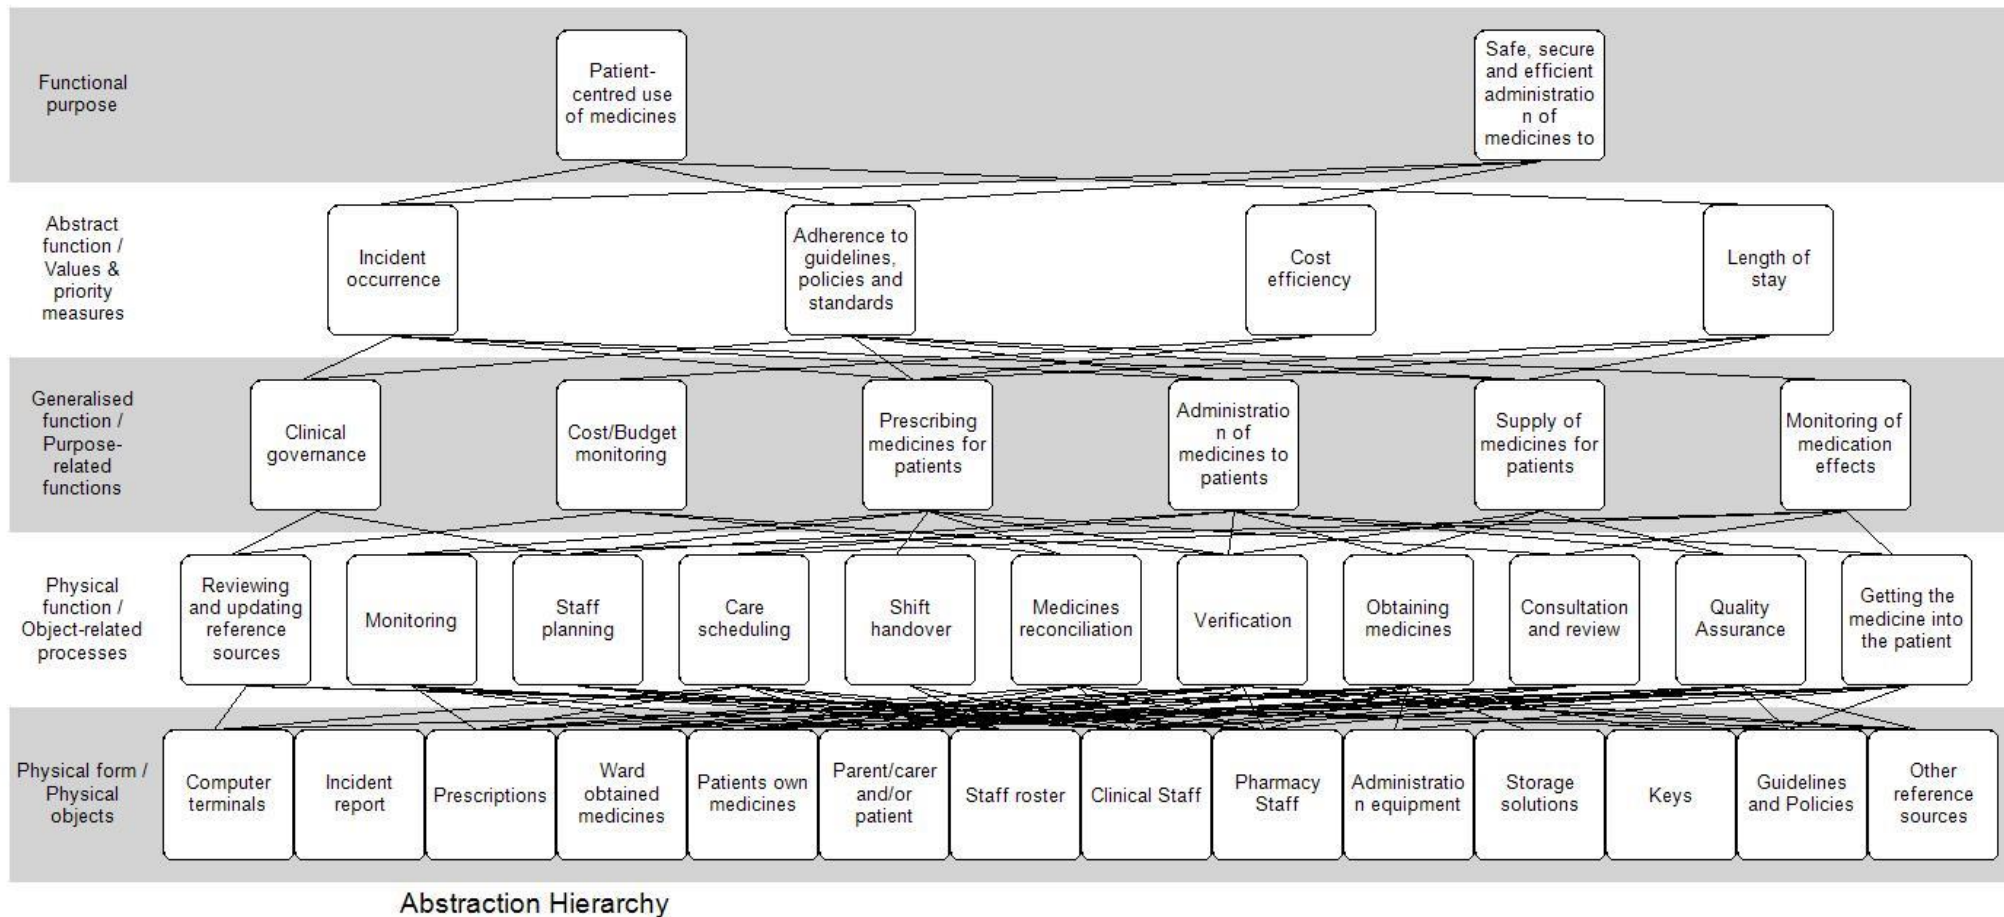 Functional
purpose
Patient-
centred use
of medicines
Safe, secure
and efficient
administratio
n of
medicines to
Abstract
function /
Values &
priority
measures
Incident
occurrence
Adherence to
guidelines,
policies and
standards
Cost
efficiency
Length of
stay
Generalised
function /
Purpose-
related
functions
Clinical
governance
Cost/Budget
monitoring
Prescribing
medicines for
patients
Administratio
n of
medicines to
patients
Supply of
medicines for
patients
Monitoring of
medication
effects
Physical
function /
Object-related
processes
Reviewing
and updating
reference
sources
Monitoring
Staff
planning
Care
scheduling
Shift
handover
Medicines
reconciliation
Verification
Obtaining
medicines
Consultation
and review
Quality
Assurance
Getting the
medicine into
the patient
Physical form /
Physical
objects
Computer
terminals
Incident
report
Prescriptions
Ward
obtained
medicines
Patients own
medicines
Parent/carer
and/or
patient
Staff roster
Clinical Staff
Pharmacy
Staff
Administratio
n equipment
Storage
solutions
Keys
Guidelines
and Policies
Other
reference
sources
Abstraction Hierarchy